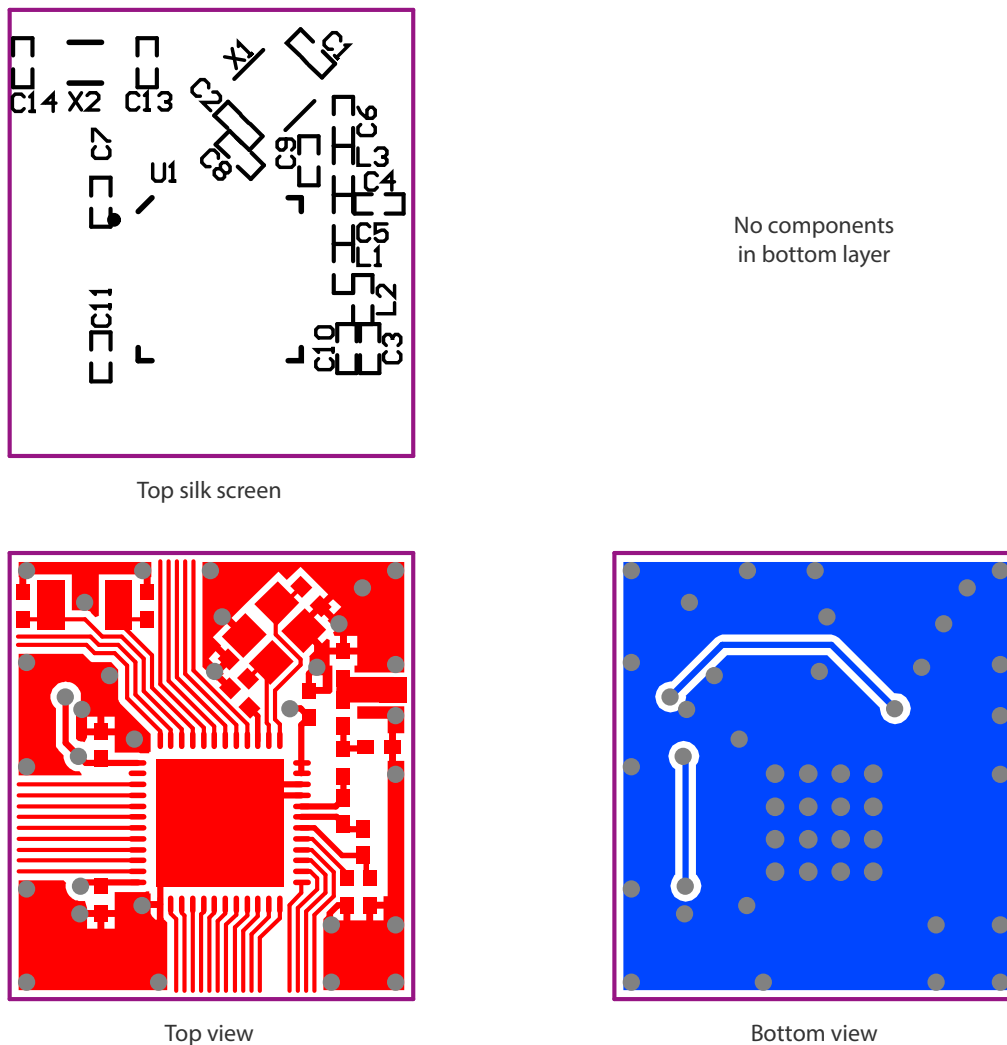 C1
X1
C14
X2
C13
C2
C6
C7
C8
C9
L3
U1
C4
C5
L1
C11
L2
C10
C3
No components
in bottom layer
Top silk screen
Top view
Bottom view